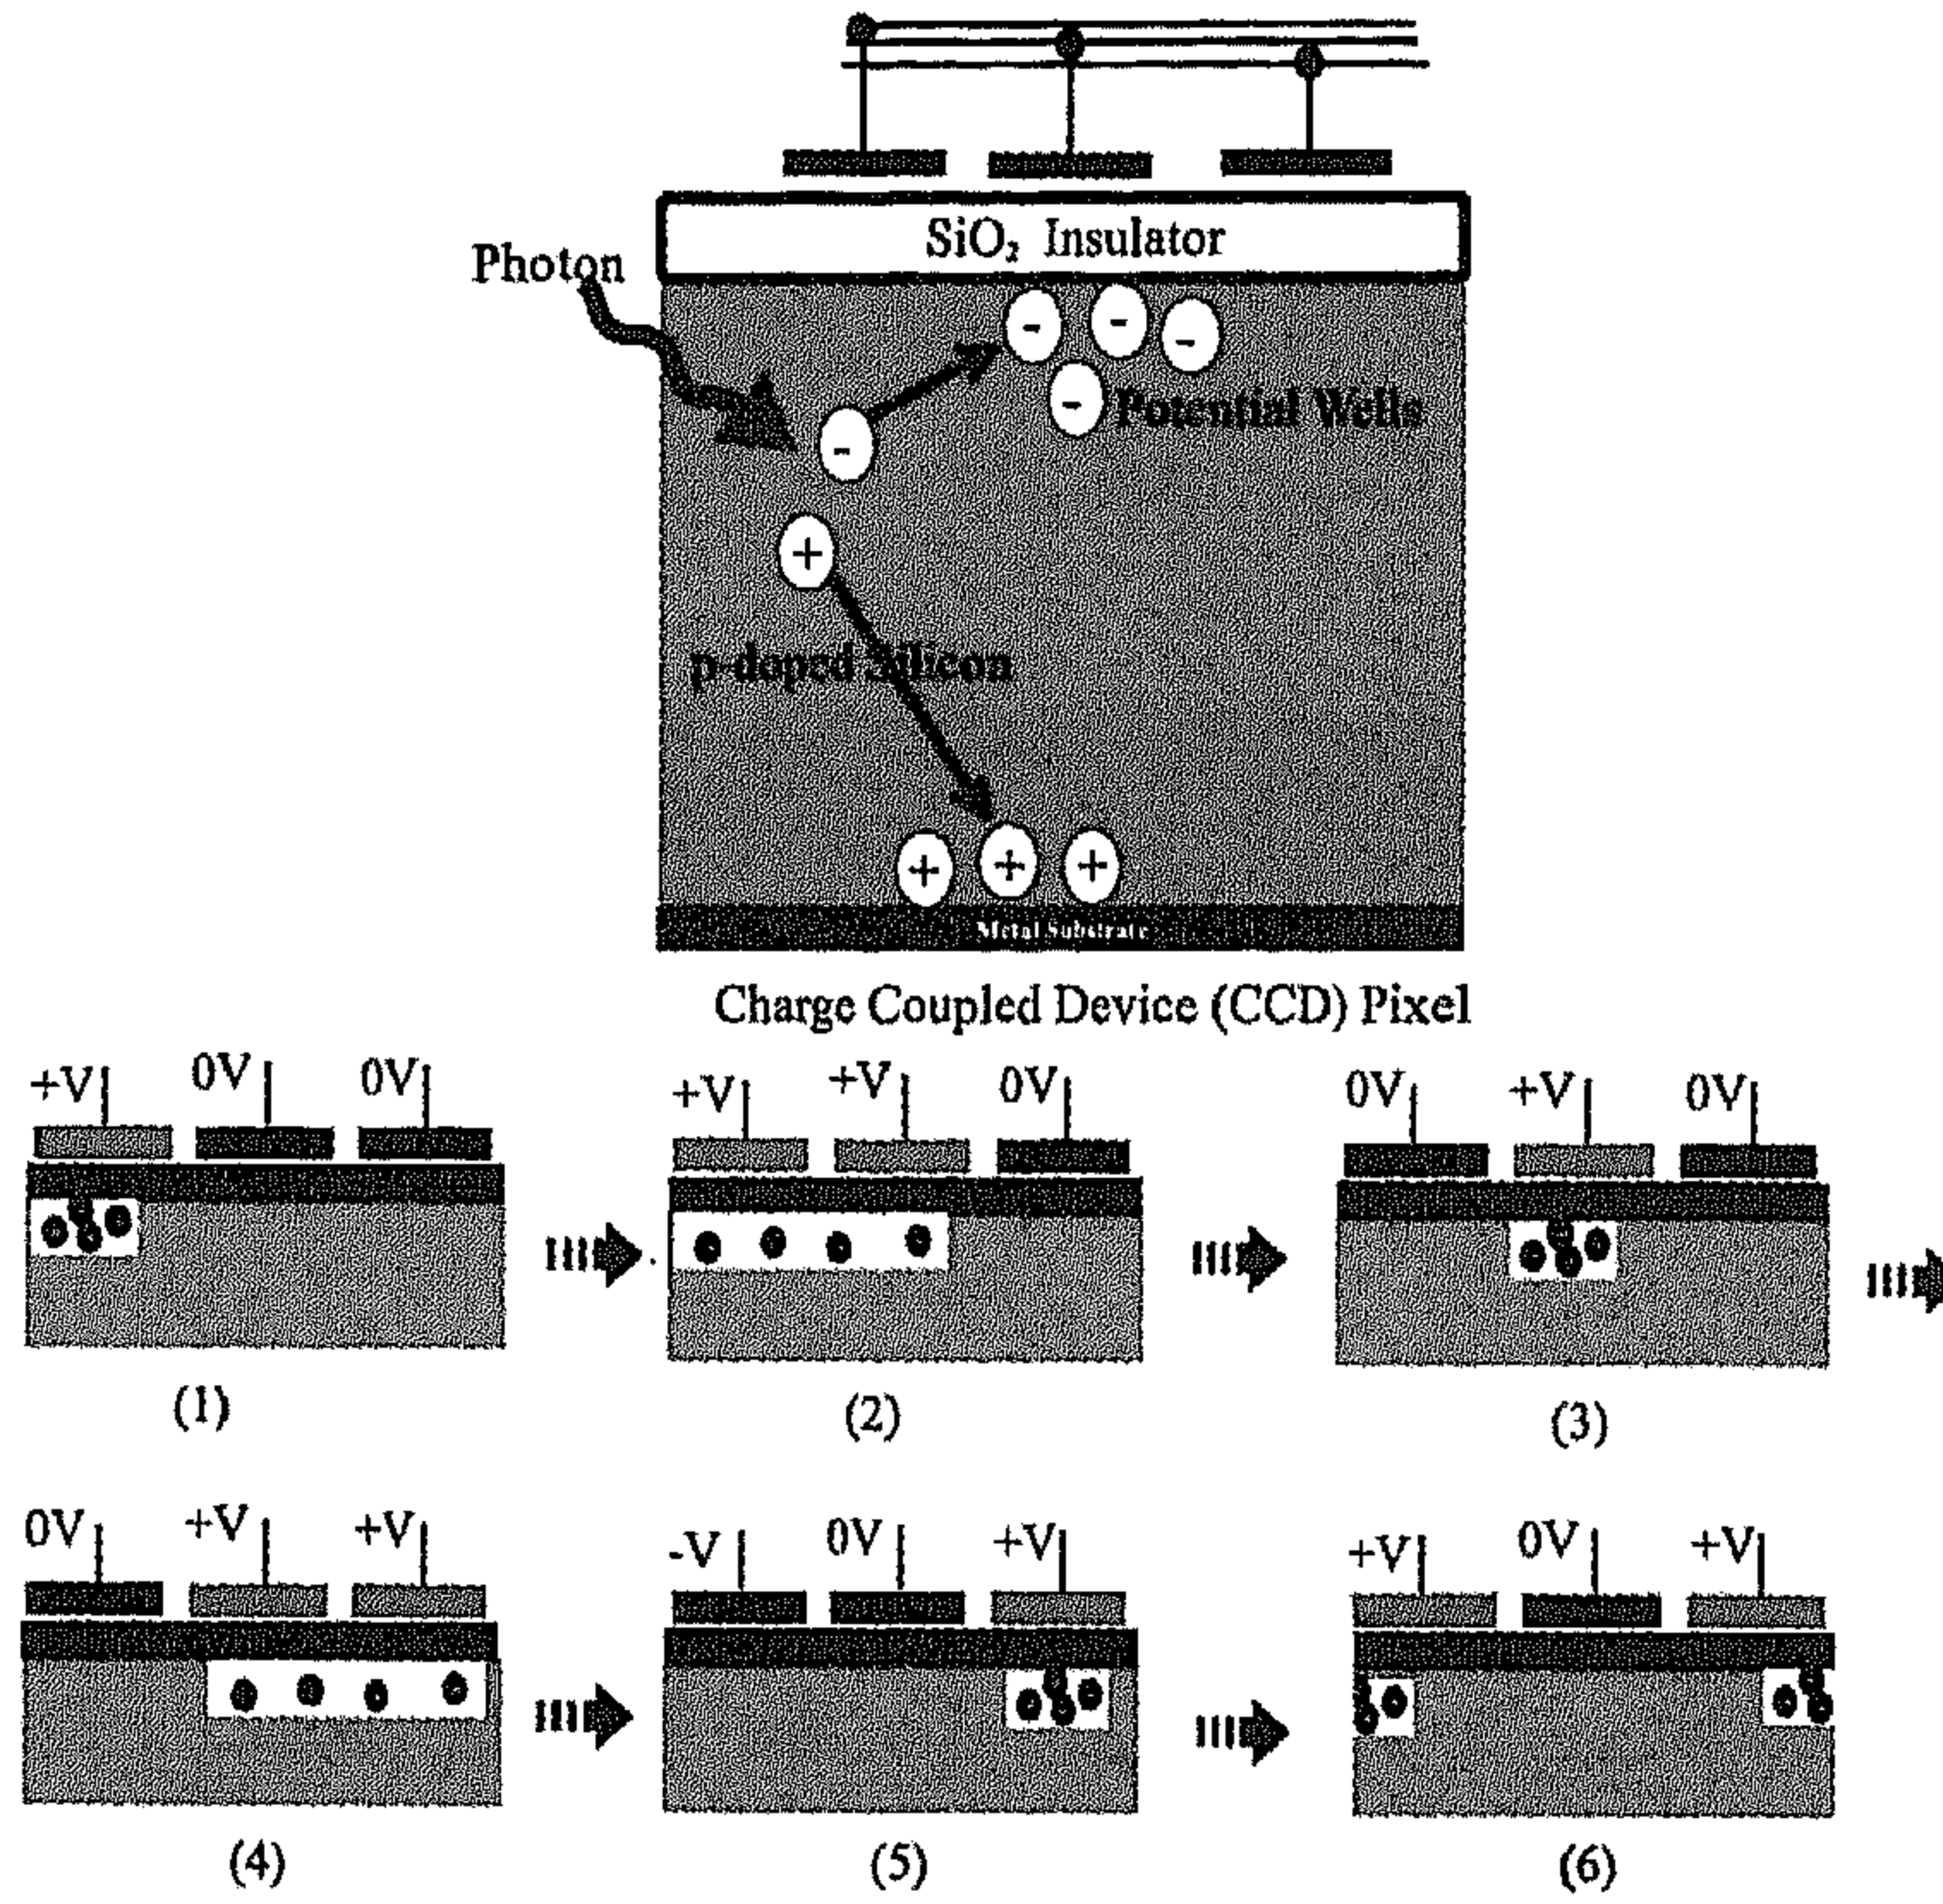 SiO₂ Insulator
Photon
Potential Wells
p-doped Silicon
Metal Substrate
Charge Coupled Device (CCD) Pixel
+V 0V 0V
+V +V 0V
0V +V 0V
(1)
(2)
(3)
0V +V +V
-V 0V +V
+V 0V +V
(4)
(5)
(6)